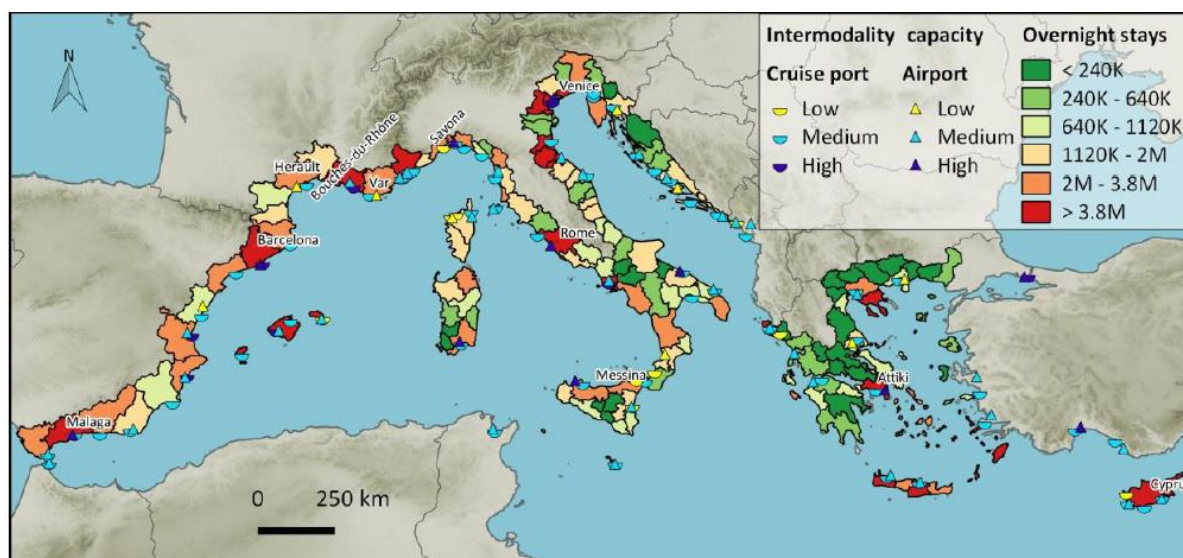 N
Intermodality capacity
Cruise port
Low
Medium
High
Airport
Low
Medium
High
Overnight stays
< 240K
240K - 640K
640K - 1120K
1120K - 2M
2M - 3.8M
> 3.8M
Venice
Savona
Bouches-du-Rhône
Herault
Var
Barcelona
Rome
Messina
Malaga
Attiki
Cypru
0 250 km